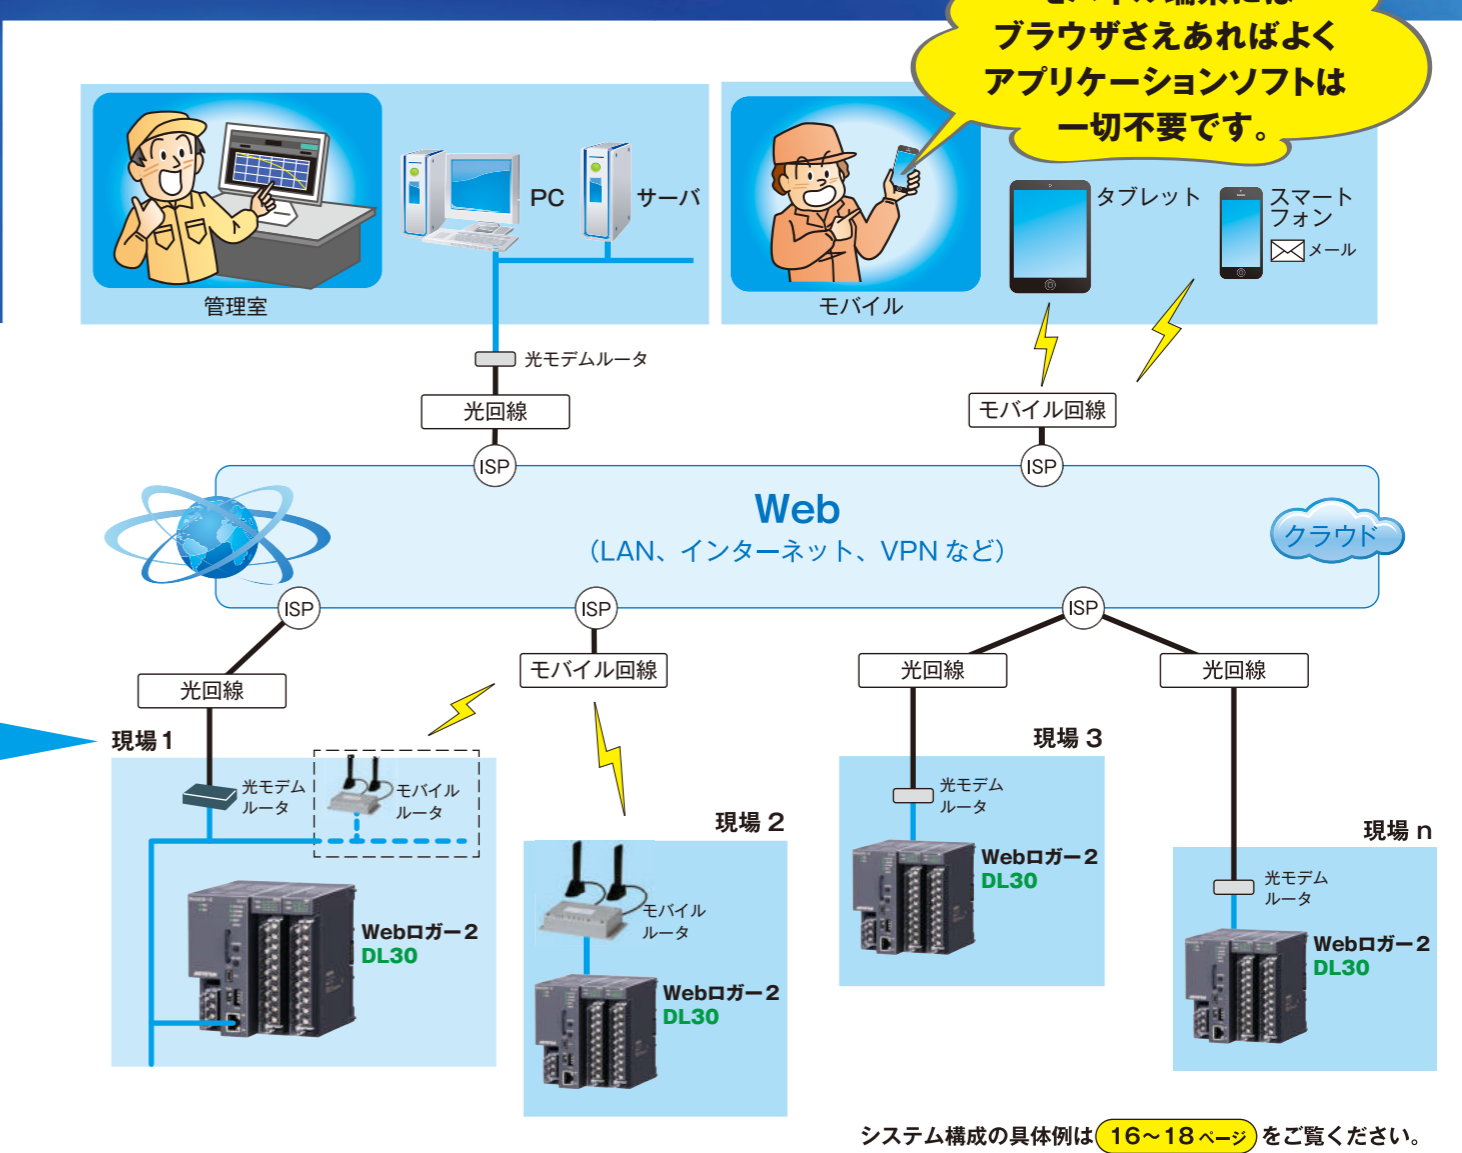 ブラウザさえあればよく
アプリケーションソフトは
一切不要です。
PC
サーバ
管理室
タブレット
スマート
フォン
メール
モバイル
光モデムルータ
光回線
モバイル回線
ISP
ISP
Web
(LAN、インターネット、VPN など)
クラウド
ISP
ISP
ISP
光回線
モバイル回線
光回線
光回線
現場1
光モデム
ルータ
モバイル
ルータ
Webロガー2
DL30
現場 2
モバイル
ルータ
Webロガー2
DL30
現場 3
光モデム
ルータ
Webロガー2
DL30
現場 n
光モデム
ルータ
Webロガー2
DL30
システム構成の具体例は 16~18 ページ をご覧ください。